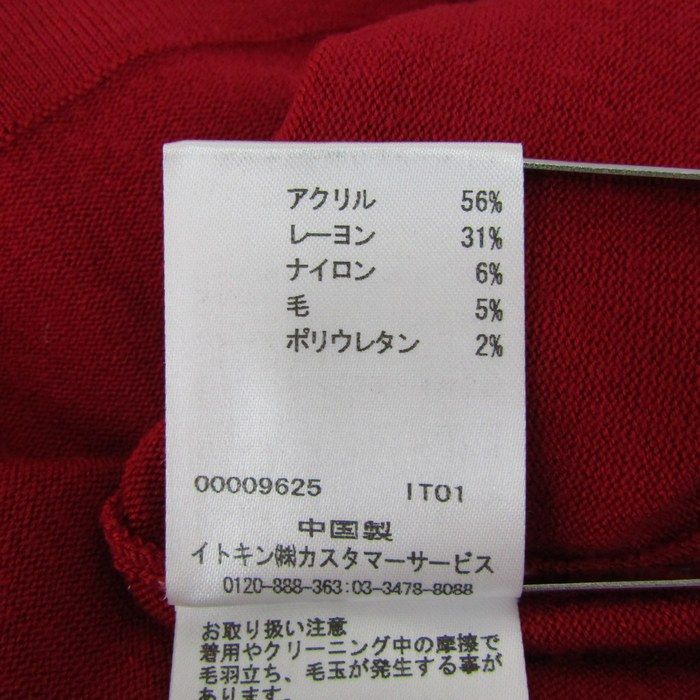 アクリル 56%
レーヨン 31%
ナイロン 6%
毛 5%
ポリウレタン 2%
00009625 IT01
中国製
イトキン㈱カスタマーサービス
0120-888-363:03-3478-8088
お取り扱い注意
着用やクリーニング中の摩擦で
毛羽立ち、毛玉が発生する事が
あります。